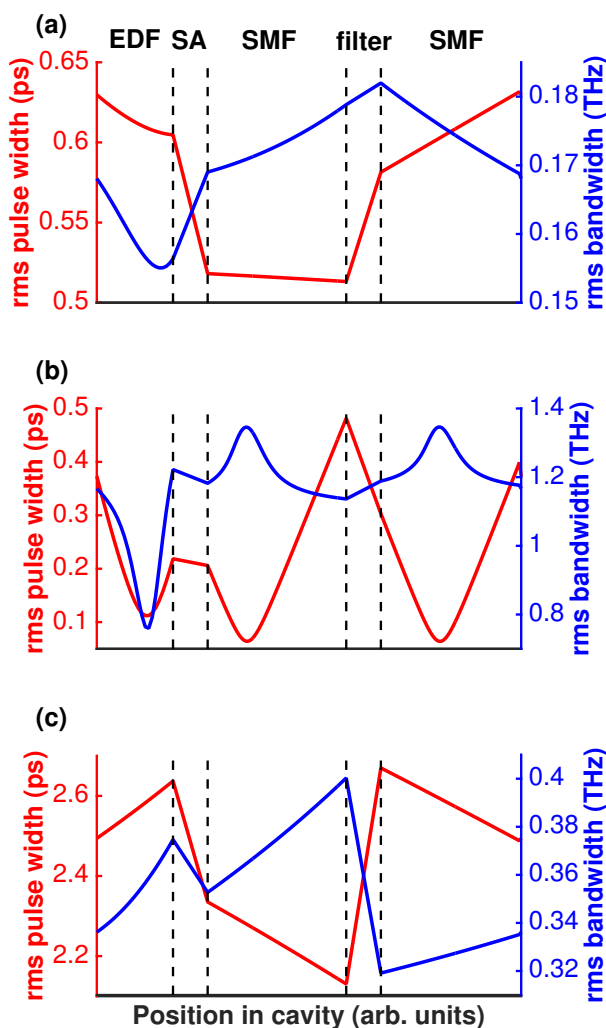 (a)
EDF SA SMF filter SMF
rms pulse width (ps)
0.65
0.6
0.55
0.5
rms bandwidth (THz)
0.18
0.17
0.16
0.15
(b)
rms pulse width (ps)
0.5
0.4
0.3
0.2
0.1
rms bandwidth (THz)
1.4
1.2
1
0.8
(c)
rms pulse width (ps)
2.6
2.4
2.2
rms bandwidth (THz)
0.4
0.38
0.36
0.34
0.32
Position in cavity (arb. units)